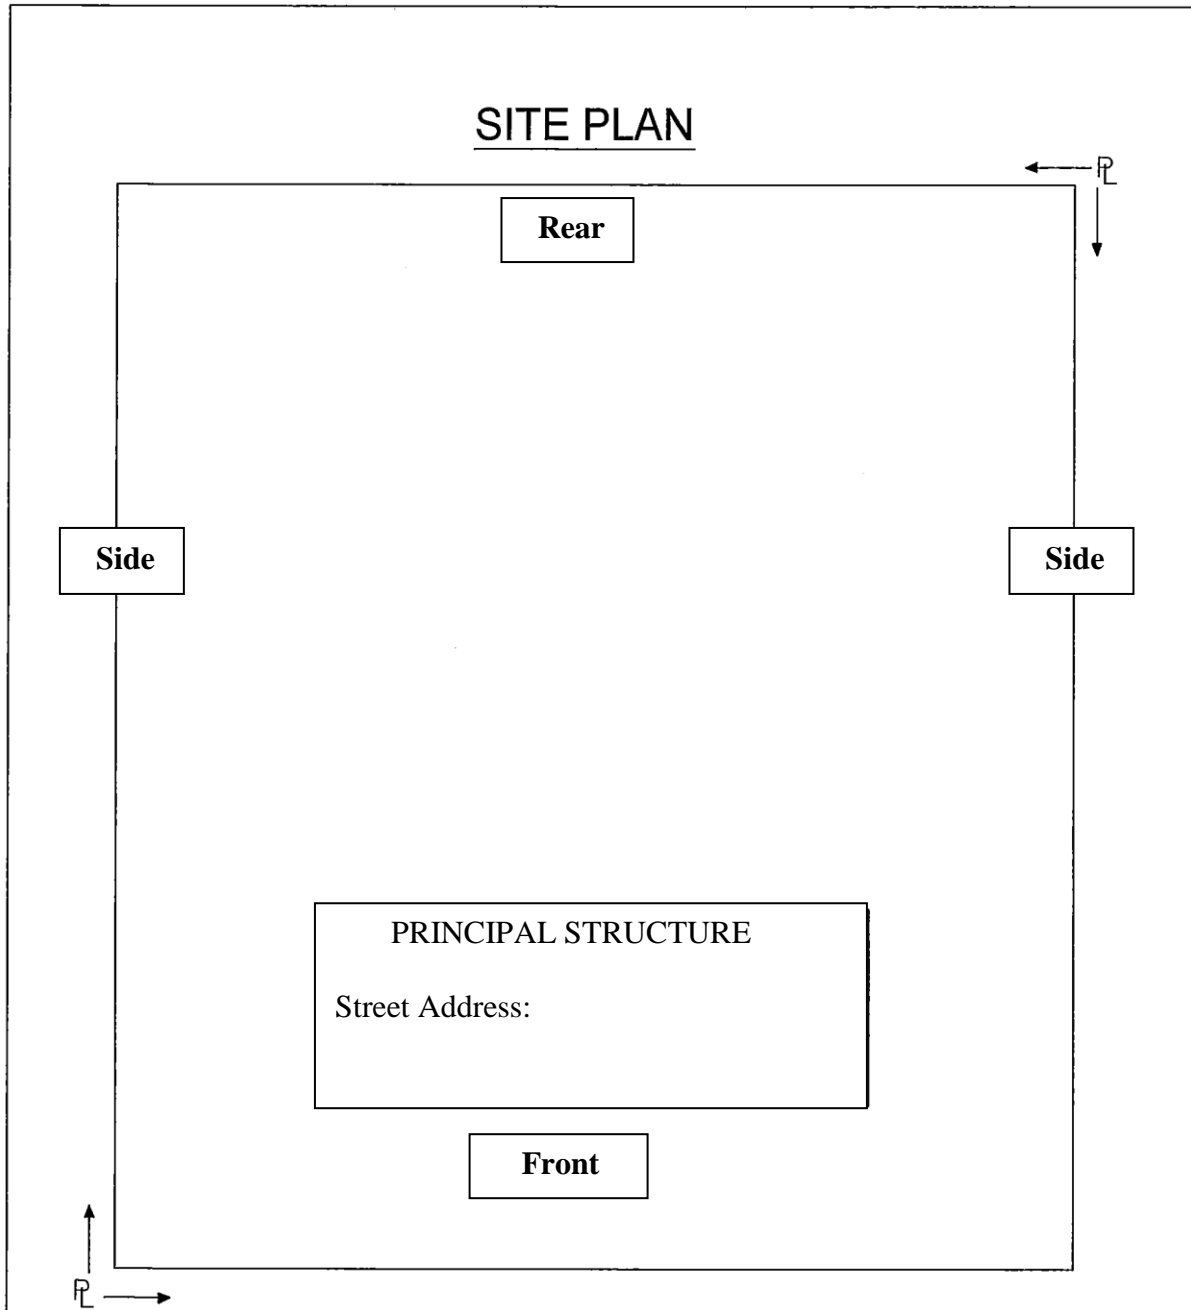 SITE PLAN
PL
Rear
Side
Side
PRINCIPAL STRUCTURE
Street Address:
Front
PL